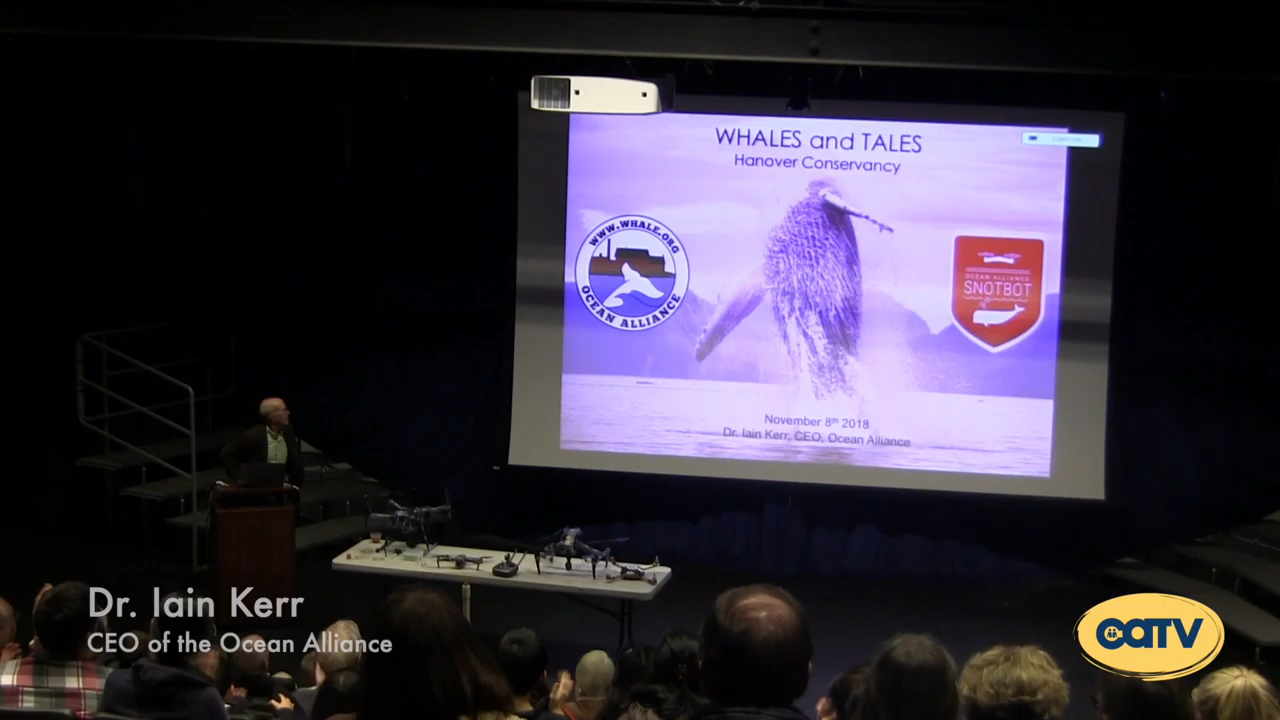 WHALES and TALES
Hanover Conservancy
WWW.WHALE.ORG
OCEAN ALLIANCE
OCEAN ALLIANCE
SNOTBOT
November 8th 2018
Dr. Iain Kerr, CEO, Ocean Alliance
Dr. Iain Kerr
CEO of the Ocean Alliance
CATV